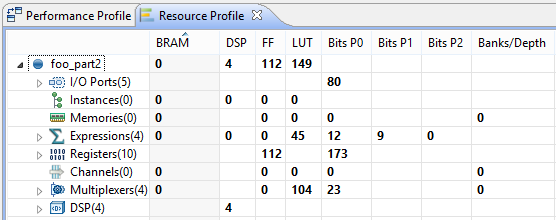 Performance Profile Resource Profile
BRAM DSP FF LUT Bits P0 Bits P1 Bits P2 Banks/Depth
foo_part2 0 4 112 149
I/O Ports(5) 80
Instances(0) 0 0 0 0
Memories(0) 0 0 0 0 0
Expressions(4) 0 0 0 45 12 9 0
Registers(10) 112 173
Channels(0) 0 0 0 0 0
Multiplexers(4) 0 0 104 23 0
DSP(4) 4